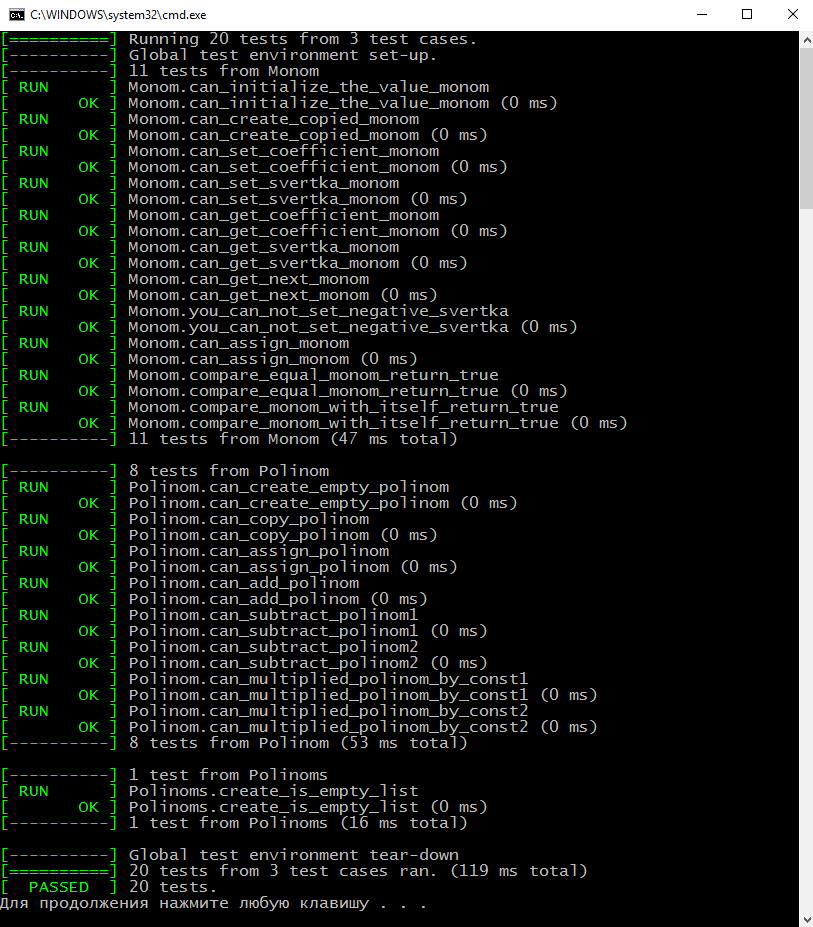 C:\WINDOWS\system32\cmd.exe
[==========] Running 20 tests from 3 test cases.
[----------] Global test environment set-up.
[----------] 11 tests from Monom
[ RUN      ] Monom.can_initialize_the_value_monom
[       OK ] Monom.can_initialize_the_value_monom (0 ms)
[ RUN      ] Monom.can_create_copied_monom
[       OK ] Monom.can_create_copied_monom (0 ms)
[ RUN      ] Monom.can_set_coefficient_monom
[       OK ] Monom.can_set_coefficient_monom (0 ms)
[ RUN      ] Monom.can_set_svertka_monom
[       OK ] Monom.can_set_svertka_monom (0 ms)
[ RUN      ] Monom.can_get_coefficient_monom
[       OK ] Monom.can_get_coefficient_monom (0 ms)
[ RUN      ] Monom.can_get_svertka_monom
[       OK ] Monom.can_get_svertka_monom (0 ms)
[ RUN      ] Monom.can_get_next_monom
[       OK ] Monom.can_get_next_monom (0 ms)
[ RUN      ] Monom.you_can_not_set_negative_svertka
[       OK ] Monom.you_can_not_set_negative_svertka (0 ms)
[ RUN      ] Monom.can_assign_monom
[       OK ] Monom.can_assign_monom (0 ms)
[ RUN      ] Monom.compare_equal_monom_return_true
[       OK ] Monom.compare_equal_monom_return_true (0 ms)
[ RUN      ] Monom.compare_monom_with_itself_return_true
[       OK ] Monom.compare_monom_with_itself_return_true (0 ms)
[----------] 11 tests from Monom (47 ms total)
[----------] 8 tests from Polinom
[ RUN      ] Polinom.can_create_empty_polinom
[       OK ] Polinom.can_create_empty_polinom (0 ms)
[ RUN      ] Polinom.can_copy_polinom
[       OK ] Polinom.can_copy_polinom (0 ms)
[ RUN      ] Polinom.can_assign_polinom
[       OK ] Polinom.can_assign_polinom (0 ms)
[ RUN      ] Polinom.can_add_polinom
[       OK ] Polinom.can_add_polinom (0 ms)
[ RUN      ] Polinom.can_subtract_polinom1
[       OK ] Polinom.can_subtract_polinom1 (0 ms)
[ RUN      ] Polinom.can_subtract_polinom2
[       OK ] Polinom.can_subtract_polinom2 (0 ms)
[ RUN      ] Polinom.can_multiplied_polinom_by_const1
[       OK ] Polinom.can_multiplied_polinom_by_const1 (0 ms)
[ RUN      ] Polinom.can_multiplied_polinom_by_const2
[       OK ] Polinom.can_multiplied_polinom_by_const2 (0 ms)
[----------] 8 tests from Polinom (53 ms total)
[----------] 1 test from Polinoms
[ RUN      ] Polinoms.create_is_empty_list
[       OK ] Polinoms.create_is_empty_list (0 ms)
[----------] 1 test from Polinoms (16 ms total)
[----------] Global test environment tear-down
[==========] 20 tests from 3 test cases ran. (119 ms total)
[  PASSED  ] 20 tests.
Для продолжения нажмите любую клавишу . . .